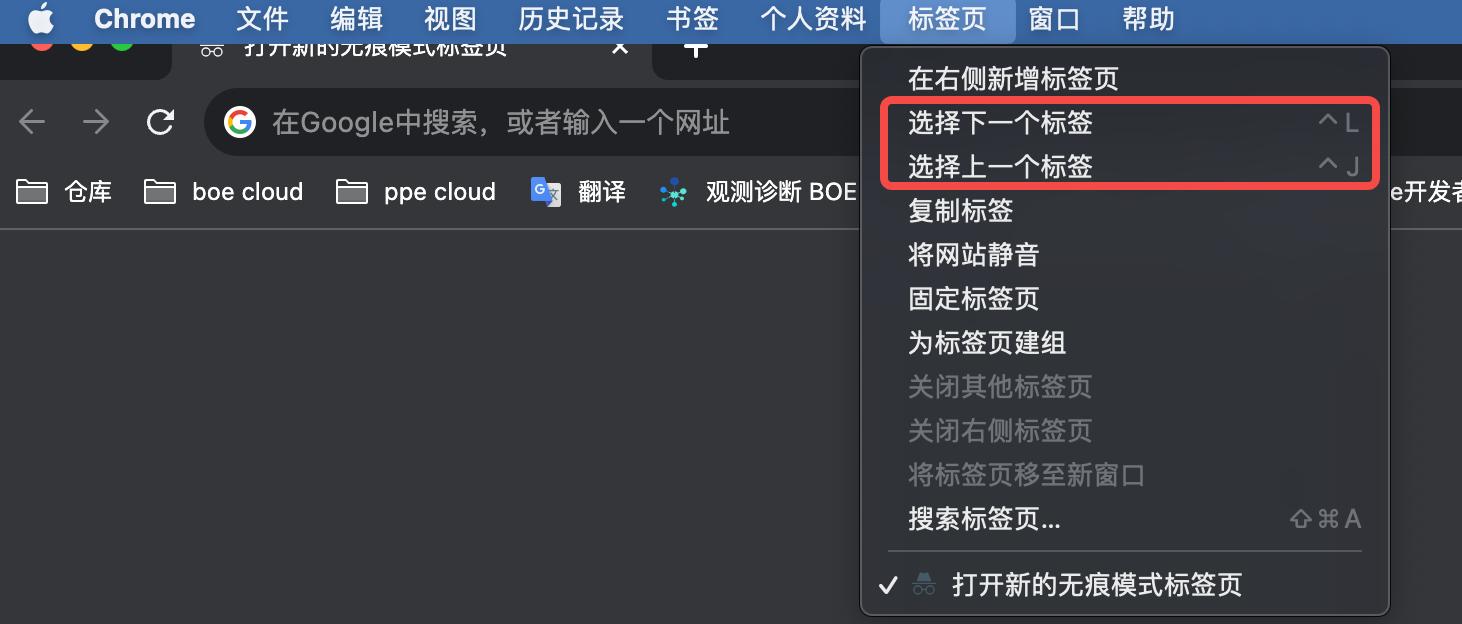 Chrome 文件 编辑 视图 历史记录 书签 个人资料 标签页 窗口 帮助
打开新的无痕模式标签页
在Google中搜索，或者输入一个网址
仓库 boe cloud ppe cloud 翻译 观测诊断 BOE
e开发者
在右侧新增标签页
选择下一个标签 ^ L
选择上一个标签 ^ J
复制标签
将网站静音
固定标签页
为标签页建组
关闭其他标签页
关闭右侧标签页
将标签页移至新窗口
搜索标签页... ⇧⌘A
✓ 打开新的无痕模式标签页